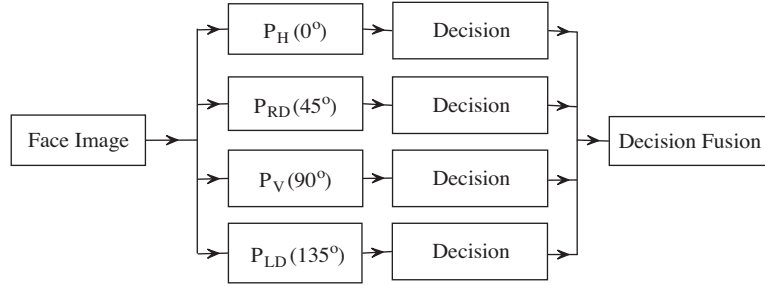 P_H(0°)
Decision
P_RD(45°)
Decision
Face Image
Decision Fusion
P_V(90°)
Decision
P_LD(135°)
Decision